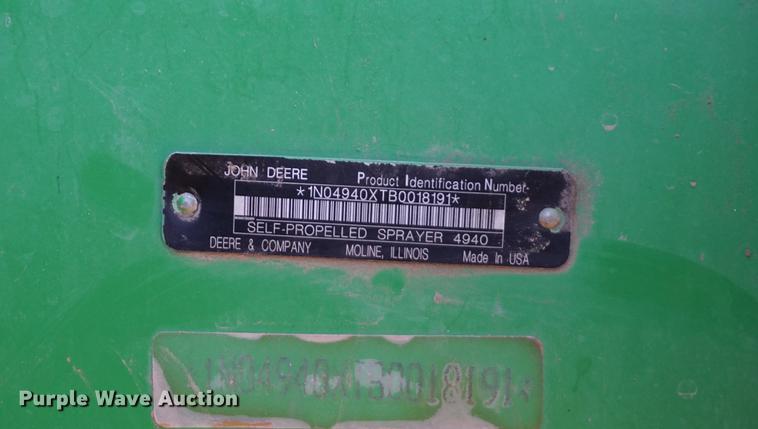 JOHN DEERE Product Identification Number
*1N04940XTB0018191*
SELF-PROPELLED SPRAYER 4940
DEERE & COMPANY MOLINE, ILLINOIS Made In USA
1N04940XTB0018191*
Purple Wave Auction®